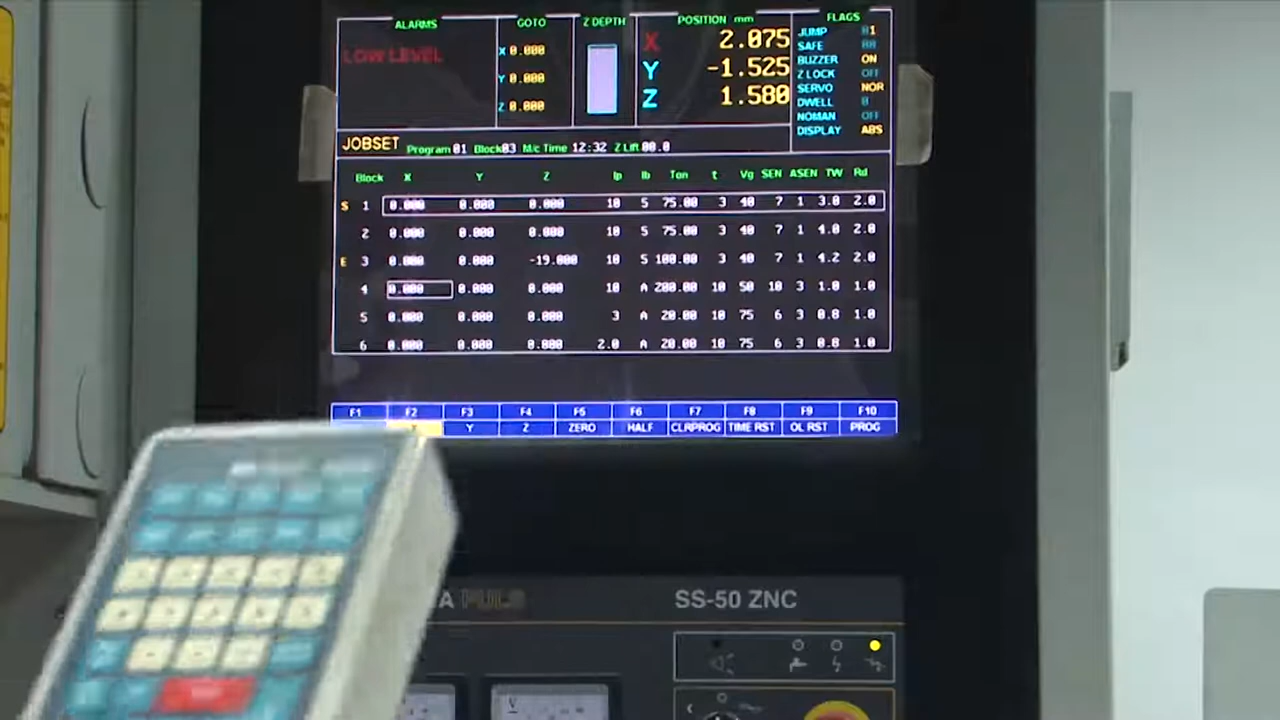 ALARMS GOTO Z DEPTH POSITION mm FLAGS
LOW LEVEL
X 0.000
Y 0.000
Z 0.000
X 2.075
Y -1.525
Z 1.580
JUMP
SAFE
BUZZER ON
Z LOCK OFF
SERVO NOR
DWELL
NOMAN OFF
DISPLAY ABS
JOBSET Program 01 Block 03 M/c Time 12:32 Z Lift 00.0
Block X Y Z Ip Ib Ton t Vg SEN ASEN TW Rd
S 1 0.000 0.000 0.000 10 5 75.00 3 40 7 1 3.0 2.0
2 0.000 0.000 0.000 10 5 75.00 3 40 7 1 4.0 2.0
E 3 0.000 0.000 -19.000 10 5 100.00 3 40 7 1 4.2 2.0
4 0.000 0.000 0.000 10 A 200.00 10 50 10 3 1.0 1.0
5 0.000 0.000 0.000 3 A 20.00 10 75 6 3 0.8 1.0
6 0.000 0.000 0.000 2.0 A 20.00 10 75 6 3 0.8 1.0
F1 F2 F3 F4 F5 F6 F7 F8 F9 F10
Y Z ZERO HALF CLRPROG TIME RST OL RST PROG
A PULS SS-50 ZNC
V